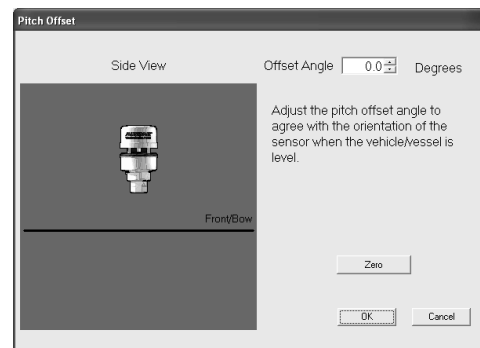 Pitch Offset
Side View
Offset Angle 0.0 Degrees
Adjust the pitch offset angle to
agree with the orientation of the
sensor when the vehicle/vessel is
level.
Front/Bow
Zero
OK Cancel